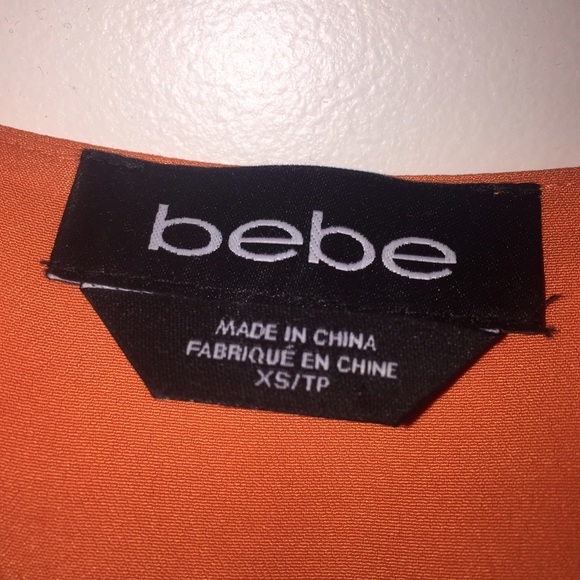 bebe
MADE IN CHINA
FABRIQUÉ EN CHINE
XS/TP